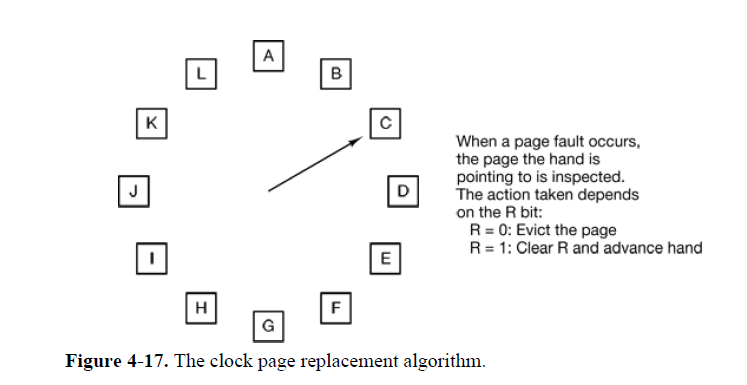 A
L
B
K
C
J
D
I
E
H
F
G
When a page fault occurs,
the page the hand is
pointing to is inspected.
The action taken depends
on the R bit:
R = 0: Evict the page
R = 1: Clear R and advance hand
Figure 4-17. The clock page replacement algorithm.